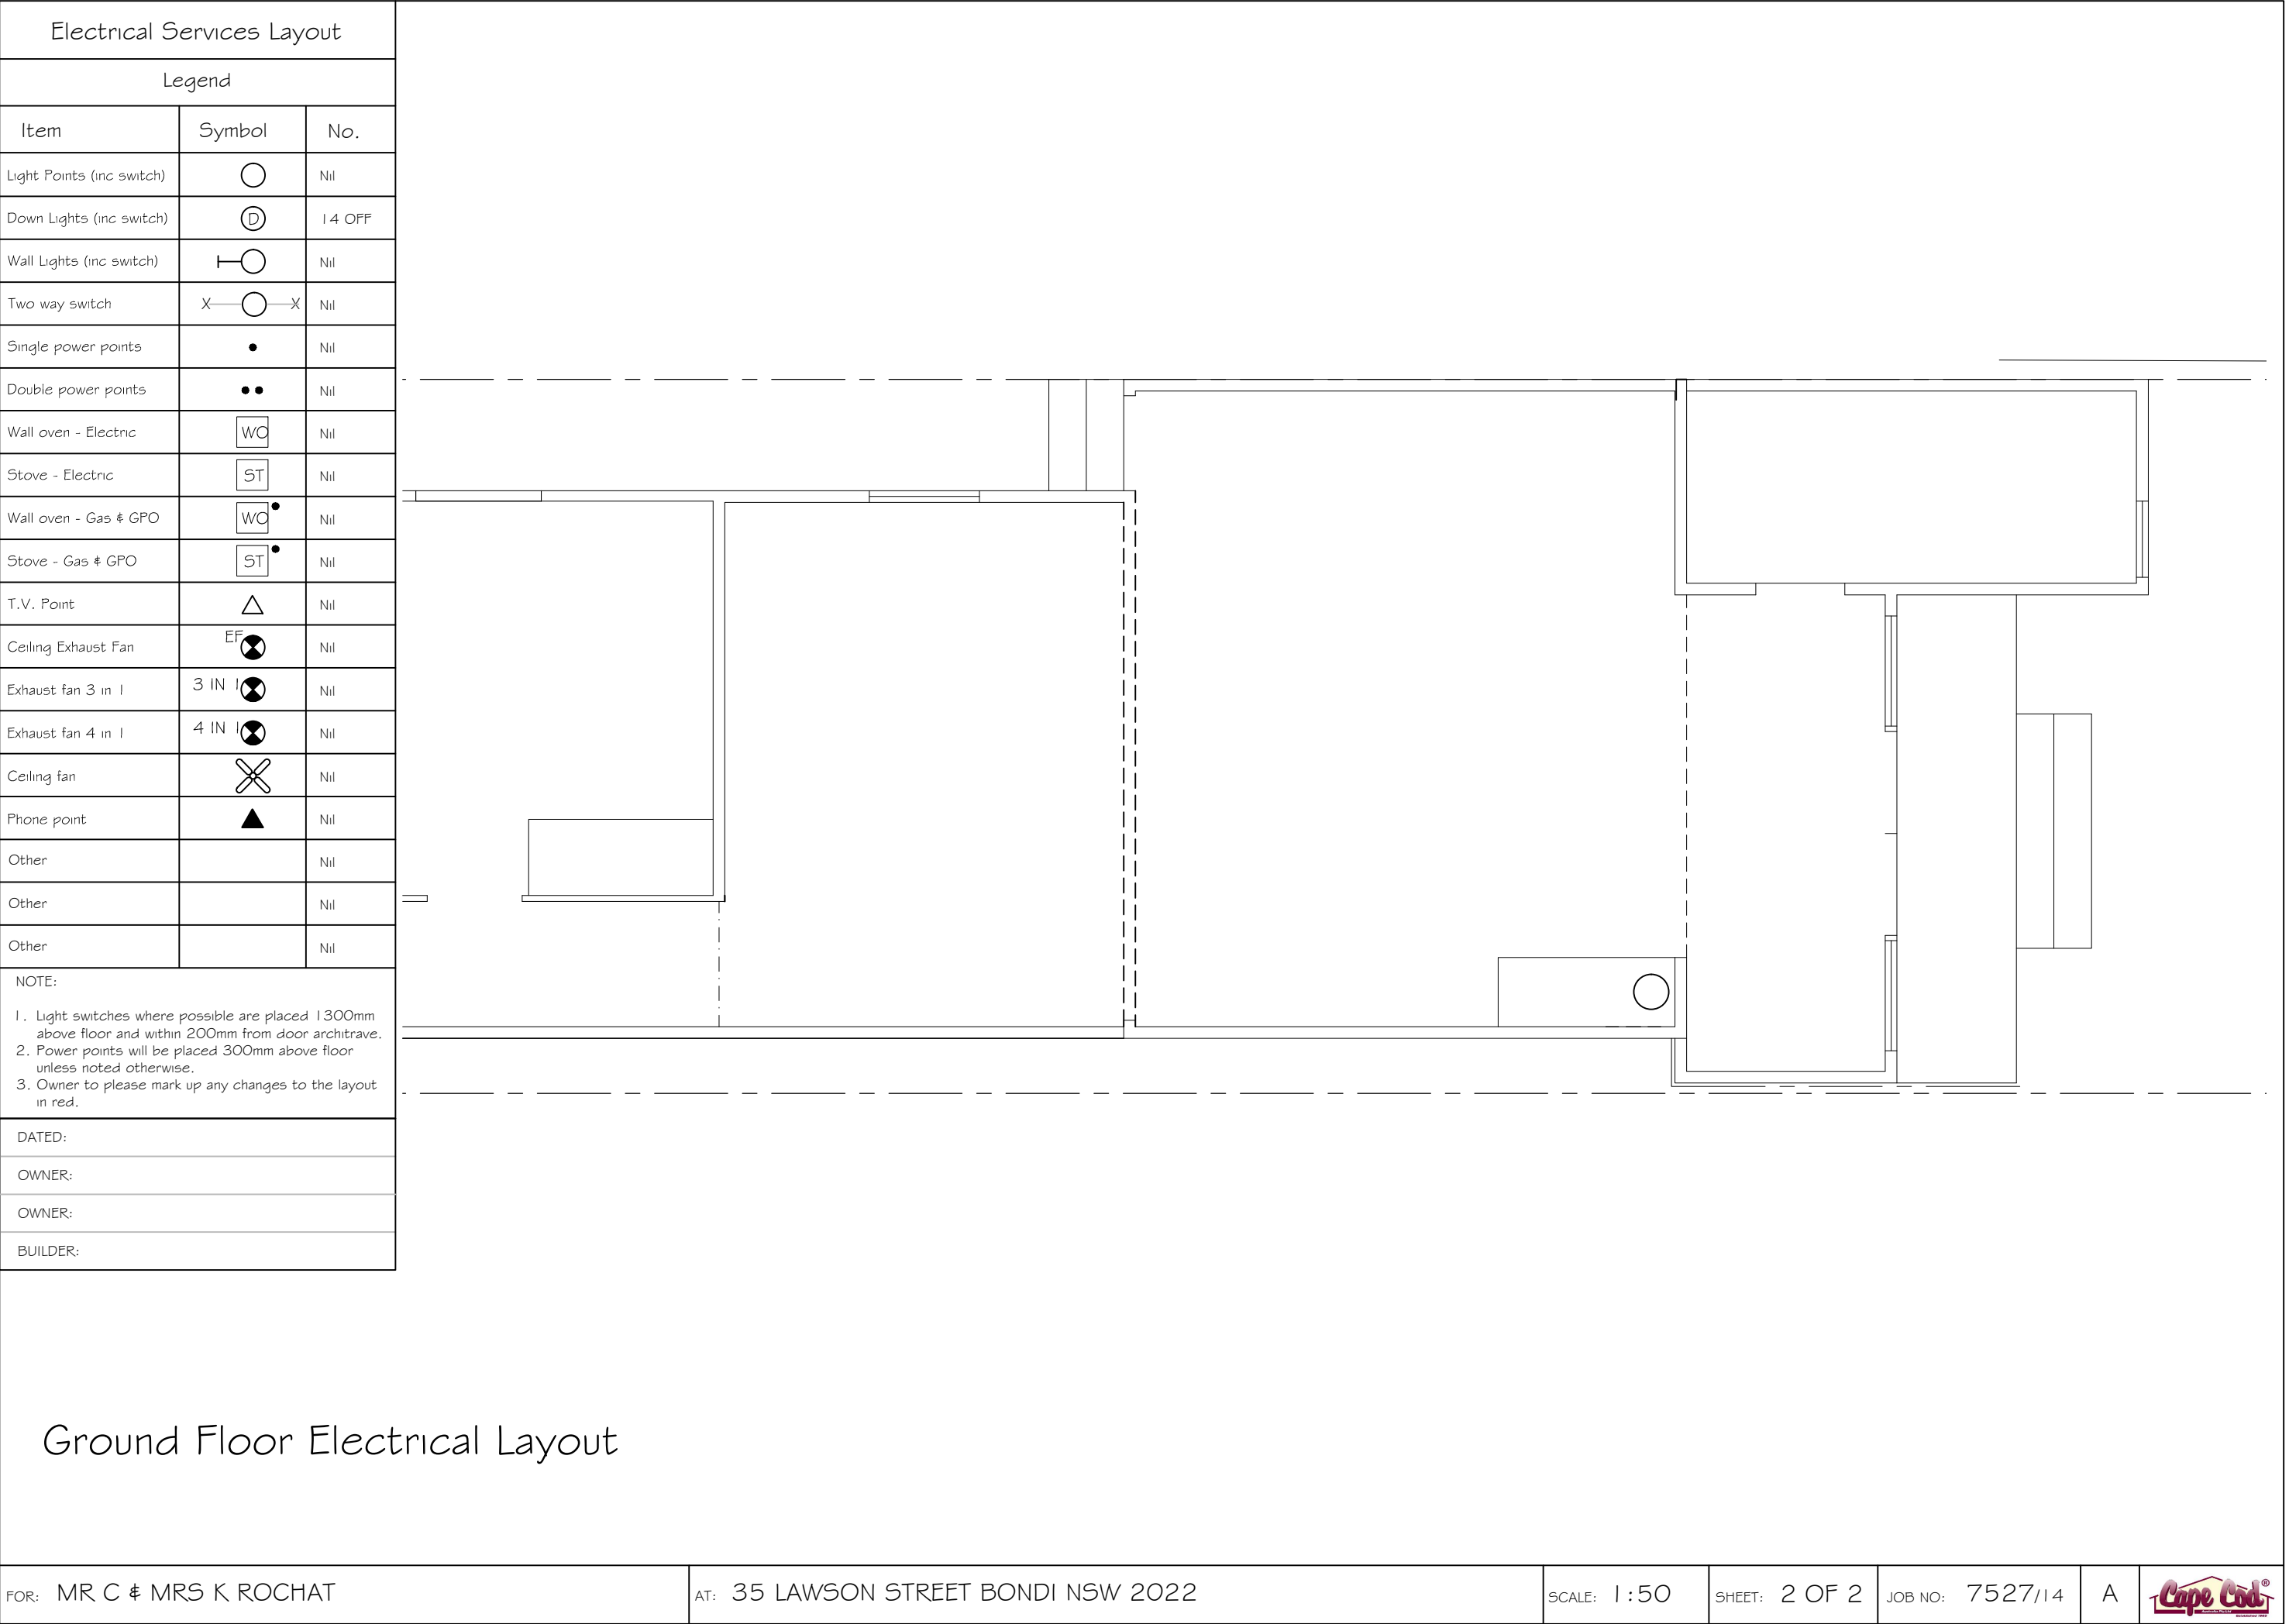 Electrical Services Layout
Legend
Item Symbol No.
Light Points (inc switch) Nil
Down Lights (inc switch) D 14 OFF
Wall Lights (inc switch) Nil
Two way switch X X Nil
Single power points Nil
Double power points Nil
Wall oven - Electric WO Nil
Stove - Electric ST Nil
Wall oven - Gas & GPO WO Nil
Stove - Gas & GPO ST Nil
T.V. Point Nil
Ceiling Exhaust Fan EF Nil
Exhaust fan 3 in 1 3 IN 1 Nil
Exhaust fan 4 in 1 4 IN 1 Nil
Ceiling fan Nil
Phone point Nil
Other Nil
Other Nil
Other Nil
NOTE:
1. Light switches where possible are placed 1300mm
above floor and within 200mm from door architrave.
2. Power points will be placed 300mm above floor
unless noted otherwise.
3. Owner to please mark up any changes to the layout
in red.
DATED:
OWNER:
OWNER:
BUILDER:
Ground Floor Electrical Layout
FOR: MR C & MRS K ROCHAT AT: 35 LAWSON STREET BONDI NSW 2022 SCALE: 1:50 SHEET: 2 OF 2 JOB NO: 7527/14 A Cape Cod®